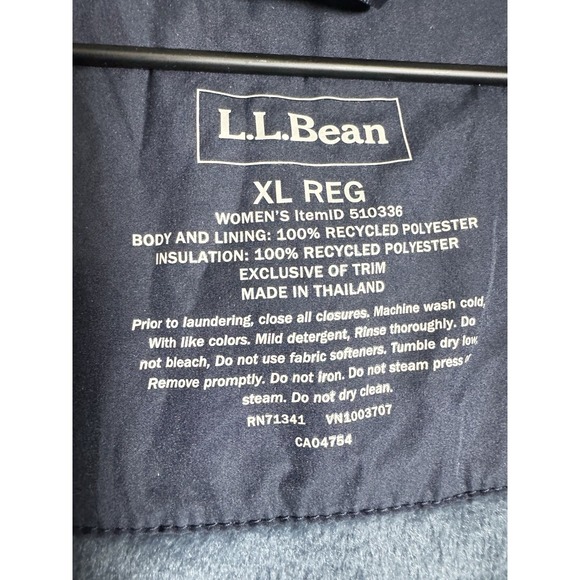 L.L.Bean
XL REG
WOMEN'S ItemID 510336
BODY AND LINING: 100% RECYCLED POLYESTER
INSULATION: 100% RECYCLED POLYESTER
EXCLUSIVE OF TRIM
MADE IN THAILAND
Prior to laundering, close all closures. Machine wash cold,
With like colors. Mild detergent, Rinse thoroughly. Do
not bleach, Do not use fabric softeners. Tumble dry low,
Remove promptly. Do not iron. Do not steam press
steam. Do not dry clean.
RN71341 VN1003707
CA04754